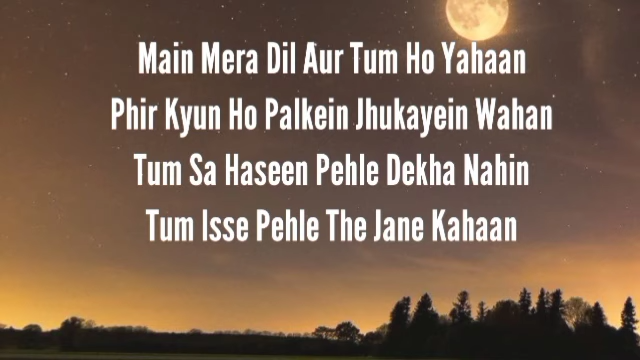 Main Mera Dil Aur Tum Ho Yahaan
Phir Kyun Ho Palkein Jhukayein Wahan
Tum Sa Haseen Pehle Dekha Nahin
Tum Isse Pehle The Jane Kahaan